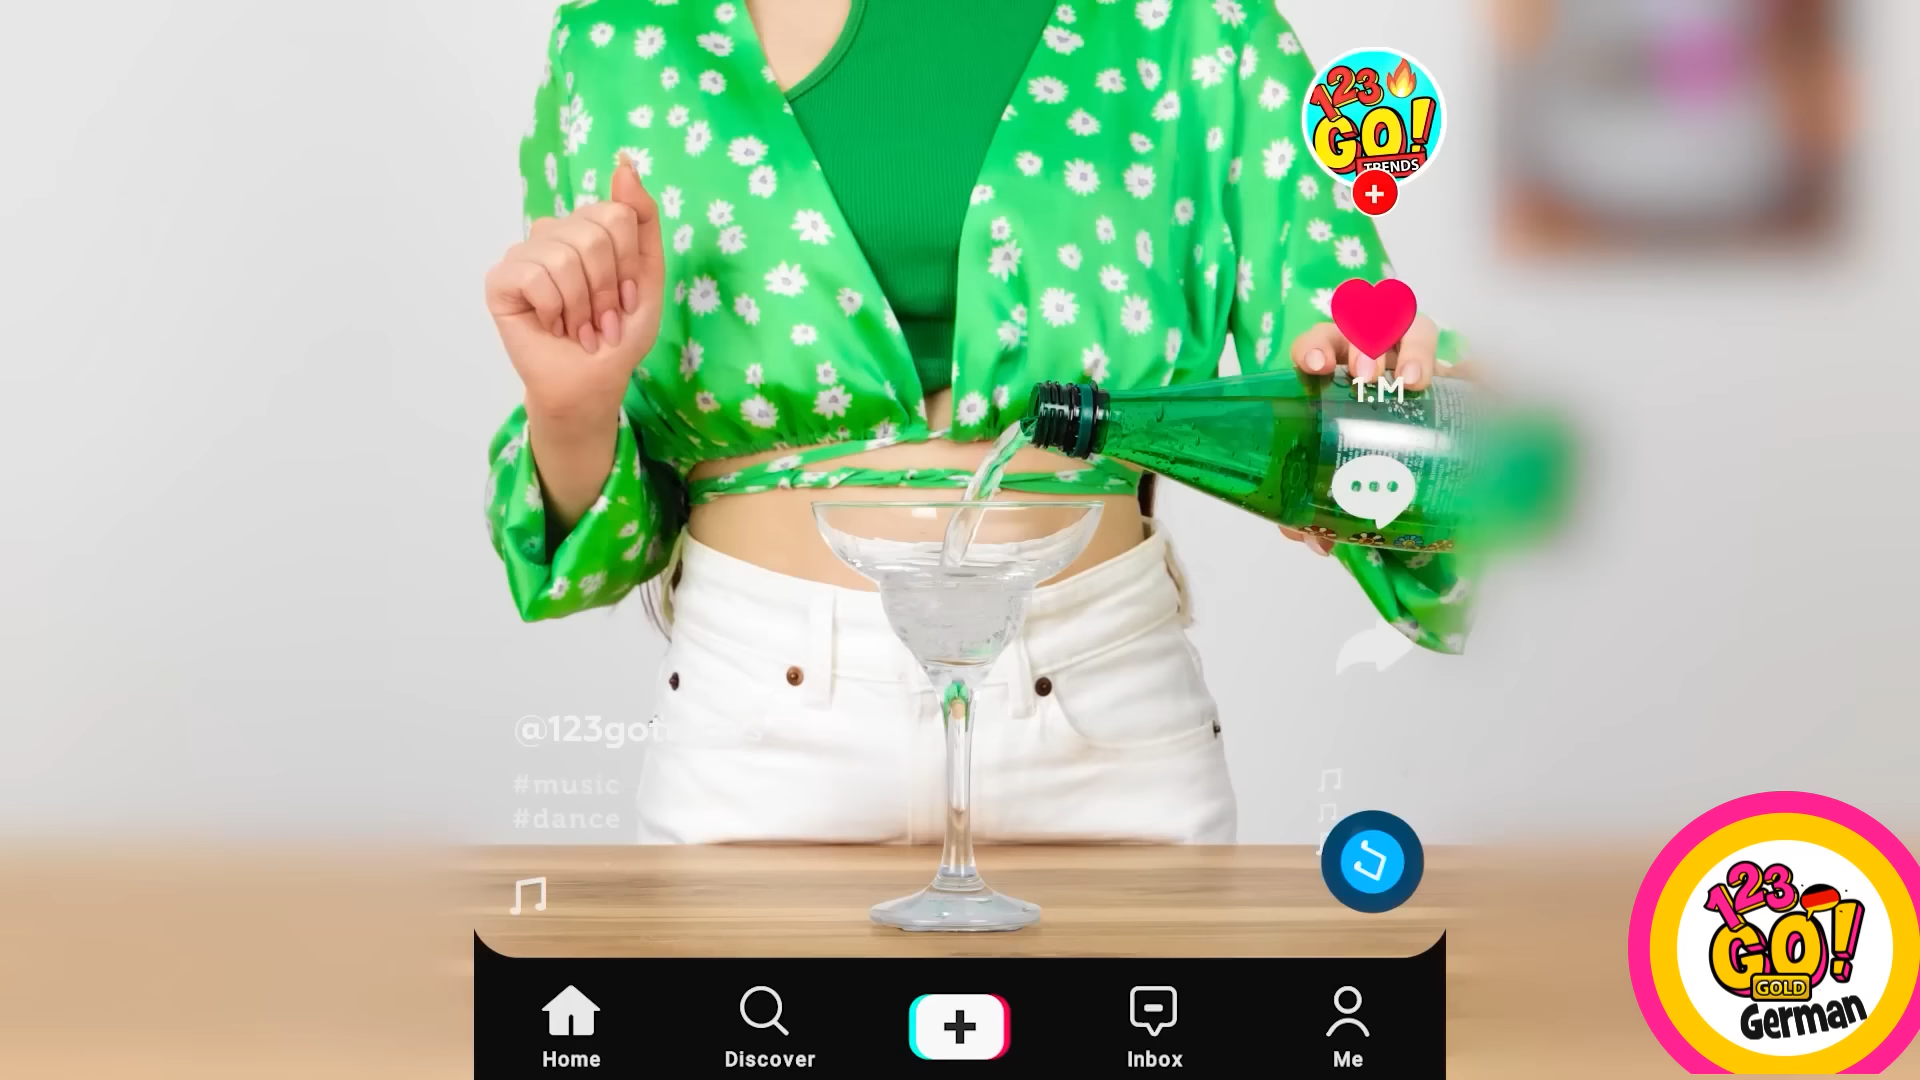 123
GO!
TRENDS
1.M
@123got
#music
#dance
Home
Discover
Inbox
Me
123
GO!
GOLD
German